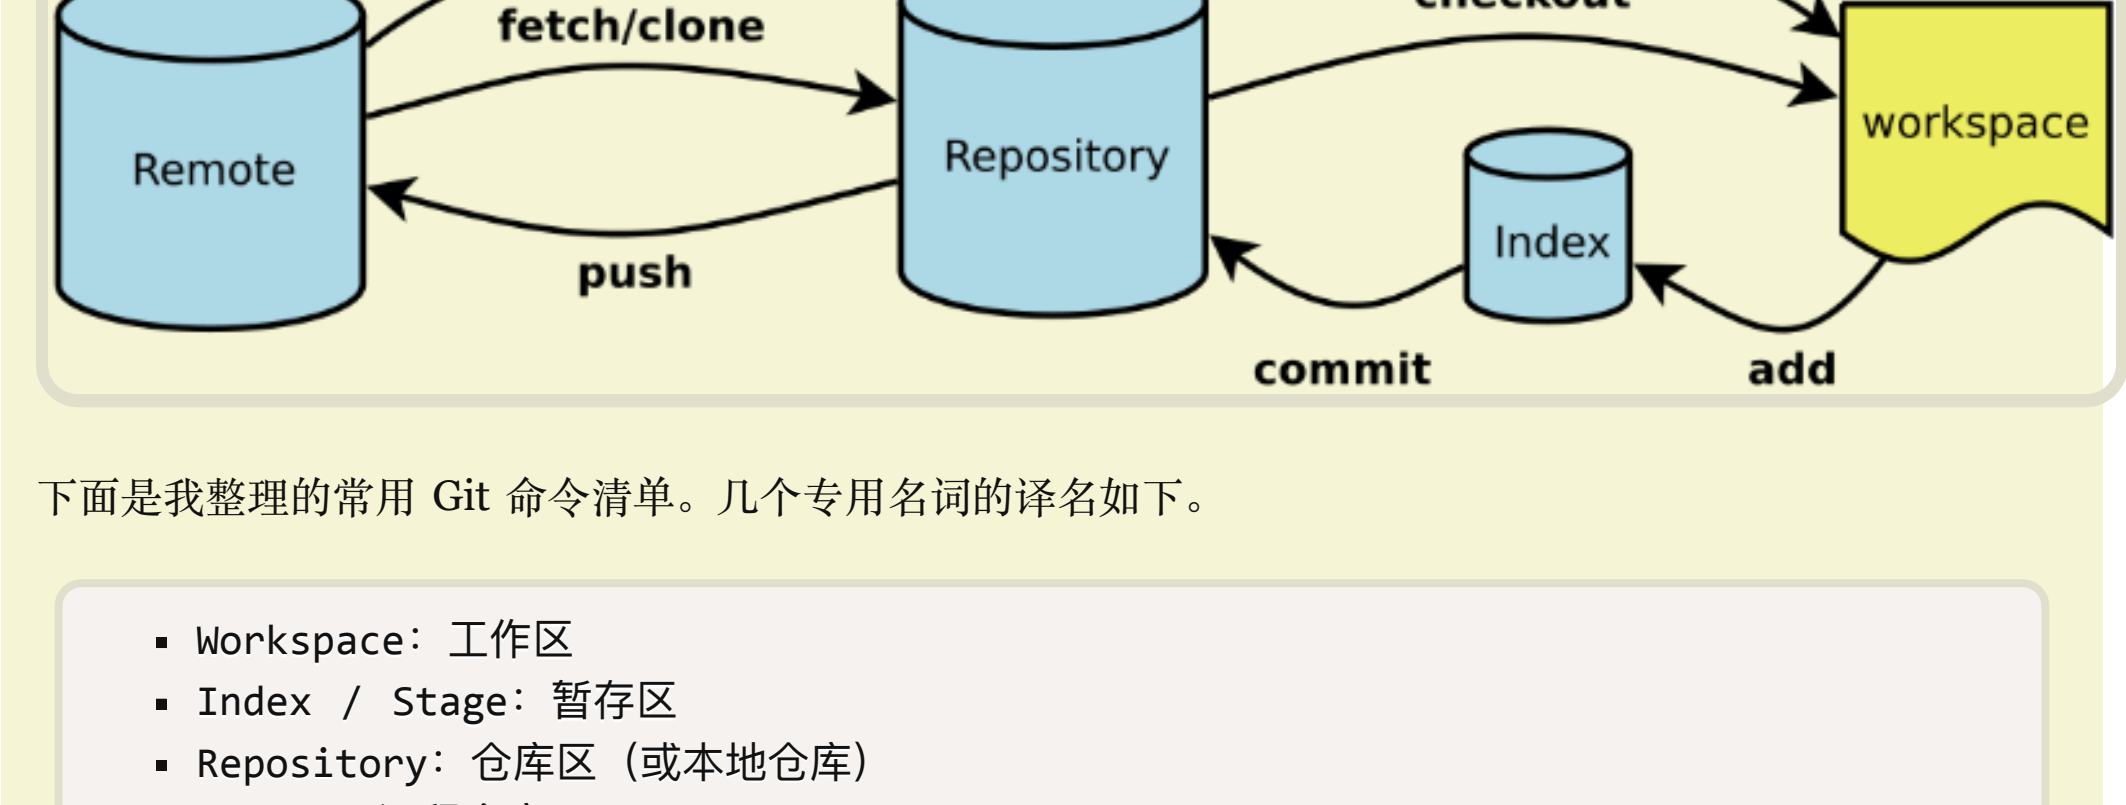 checkout
fetch/clone
workspace
Remote
Repository
Index
push
commit
add
下面是我整理的常用 Git 命令清单。几个专用名词的译名如下。
Workspace：工作区
Index / Stage：暂存区
Repository：仓库区（或本地仓库）